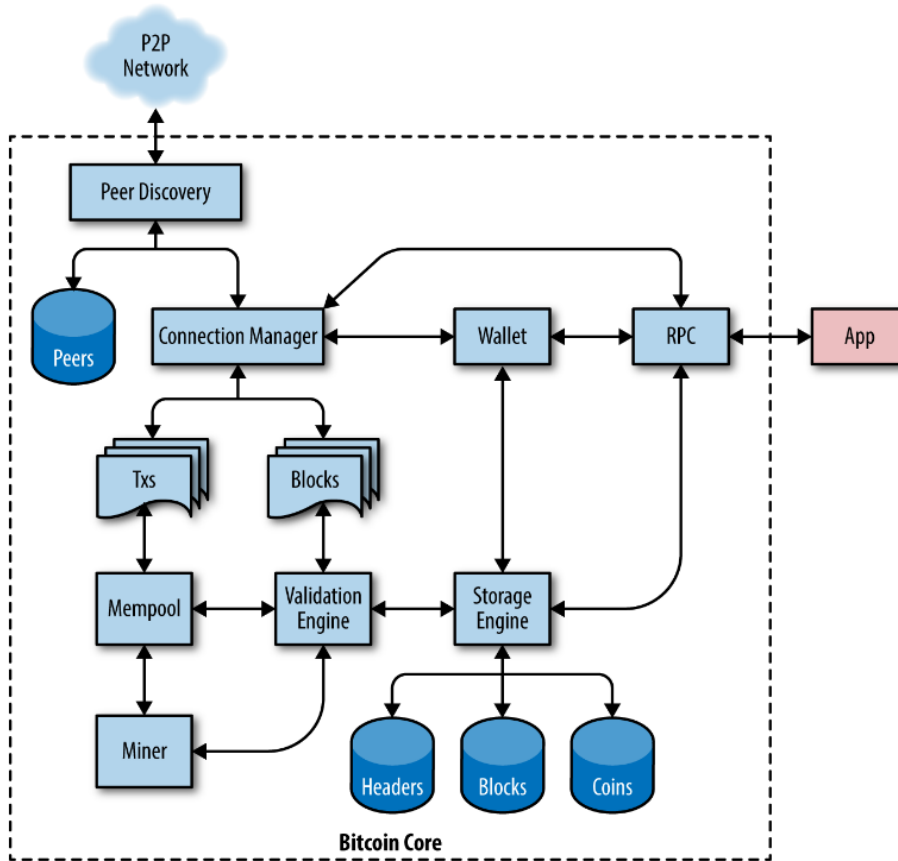 P2P
Network
Peer Discovery
Peers
Connection Manager
Wallet
RPC
App
Txs
Blocks
Mempool
Validation
Engine
Storage
Engine
Miner
Headers
Blocks
Coins
Bitcoin Core